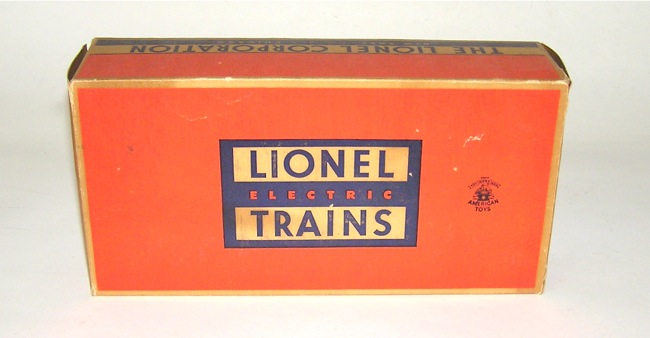 THE LIONEL CORPORATION
LIONEL
ELECTRIC
TRAINS
AMERICAN
TOYS